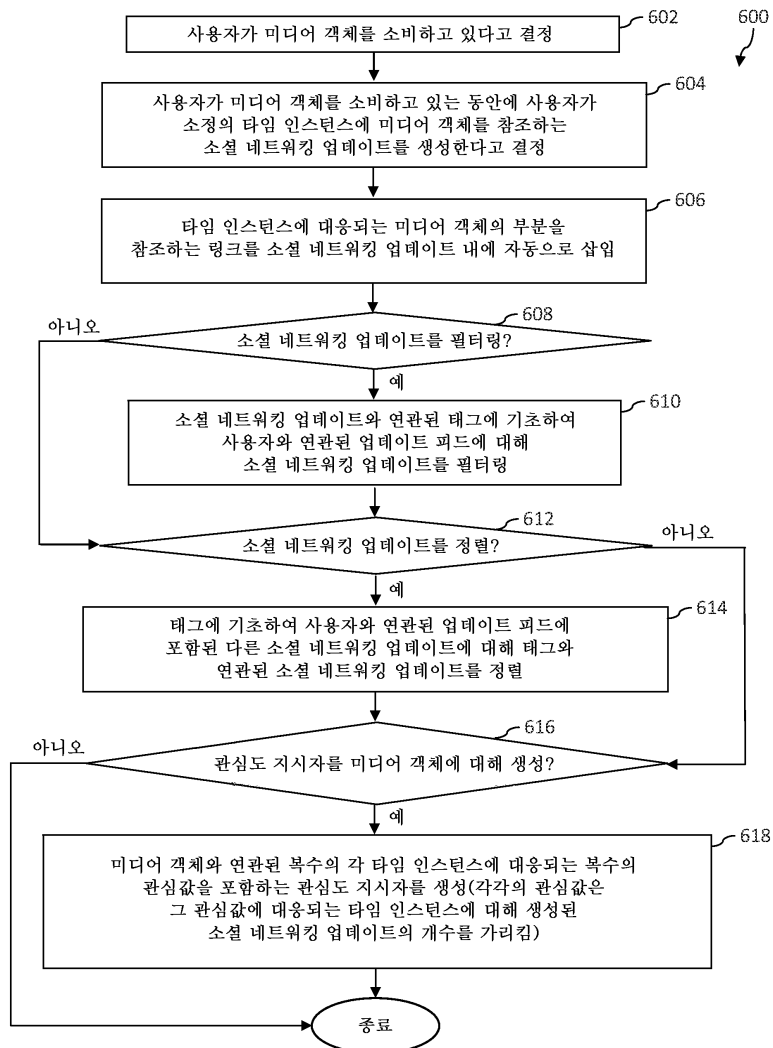 600
사용자가 미디어 객체를 소비하고 있다고 결정
602
사용자가 미디어 객체를 소비하고 있는 동안에 사용자가
소정의 타임 인스턴스에 미디어 객체를 참조하는
소셜 네트워킹 업데이트를 생성한다고 결정
604
타임 인스턴스에 대응되는 미디어 객체의 부분을
참조하는 링크를 소셜 네트워킹 업데이트 내에 자동으로 삽입
606
소셜 네트워킹 업데이트를 필터링?
608
아니오
예
소셜 네트워킹 업데이트와 연관된 태그에 기초하여
사용자와 연관된 업데이트 피드에 대해
소셜 네트워킹 업데이트를 필터링
610
소셜 네트워킹 업데이트를 정렬?
612
아니오
예
태그에 기초하여 사용자와 연관된 업데이트 피드에
포함된 다른 소셜 네트워킹 업데이트에 대해 태그와
연관된 소셜 네트워킹 업데이트를 정렬
614
관심도 지시자를 미디어 객체에 대해 생성?
616
아니오
예
미디어 객체와 연관된 복수의 각 타임 인스턴스에 대응되는 복수의
관심값을 포함하는 관심도 지시자를 생성(각각의 관심값은
그 관심값에 대응되는 타임 인스턴스에 대해 생성된
소셜 네트워킹 업데이트의 개수를 가리킴)
618
종료